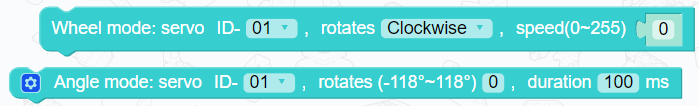 Wheel mode: servo ID- 01 , rotates Clockwise , speed(0~255) 0
Angle mode: servo ID- 01 , rotates (-118°~118°) 0 , duration 100 ms